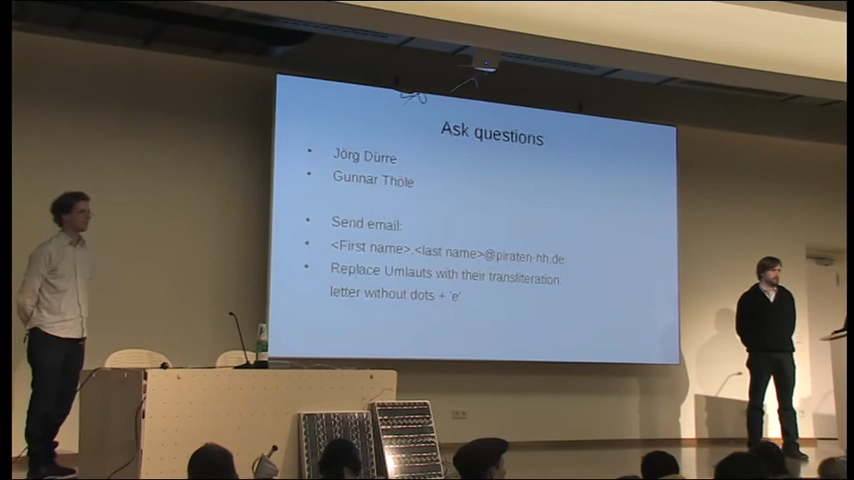 Ask questions
Jörg Dürre
Gunnar Thöle
Send email:
<First name>.<last name>@piraten-hh.de
Replace Umlauts with their transliteration:
letter without dots + 'e'